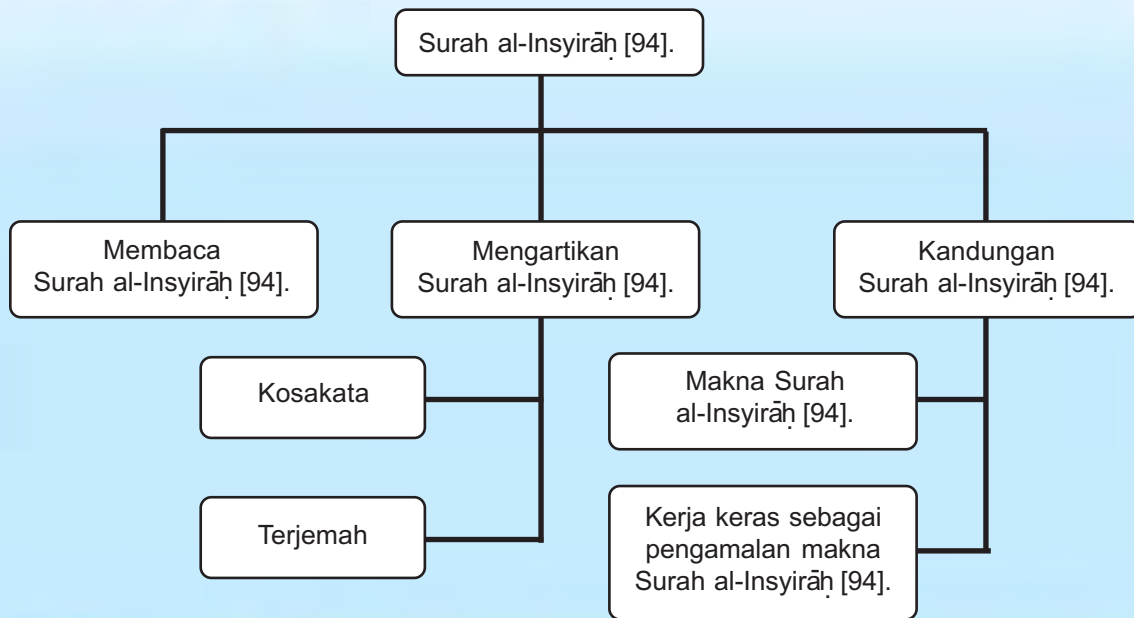 Surah al-Insyirāḥ [94].
Membaca
Surah al-Insyirāḥ [94].
Mengartikan
Surah al-Insyirāḥ [94].
Kandungan
Surah al-Insyirāḥ [94].
Kosakata
Terjemah
Makna Surah
al-Insyirāḥ [94].
Kerja keras sebagai
pengamalan makna
Surah al-Insyirāḥ [94].